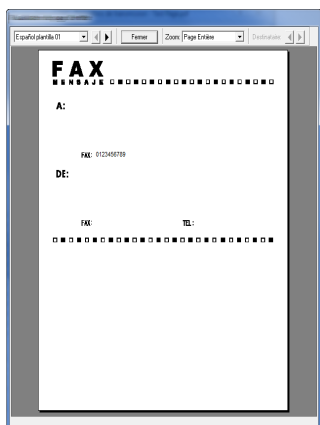 Español plantilla 01 Fermer Zoom: Page Entière Destinataire
FAX
MENSAJE
A:
FAX: 0123456789
DE:
FAX: TEL: